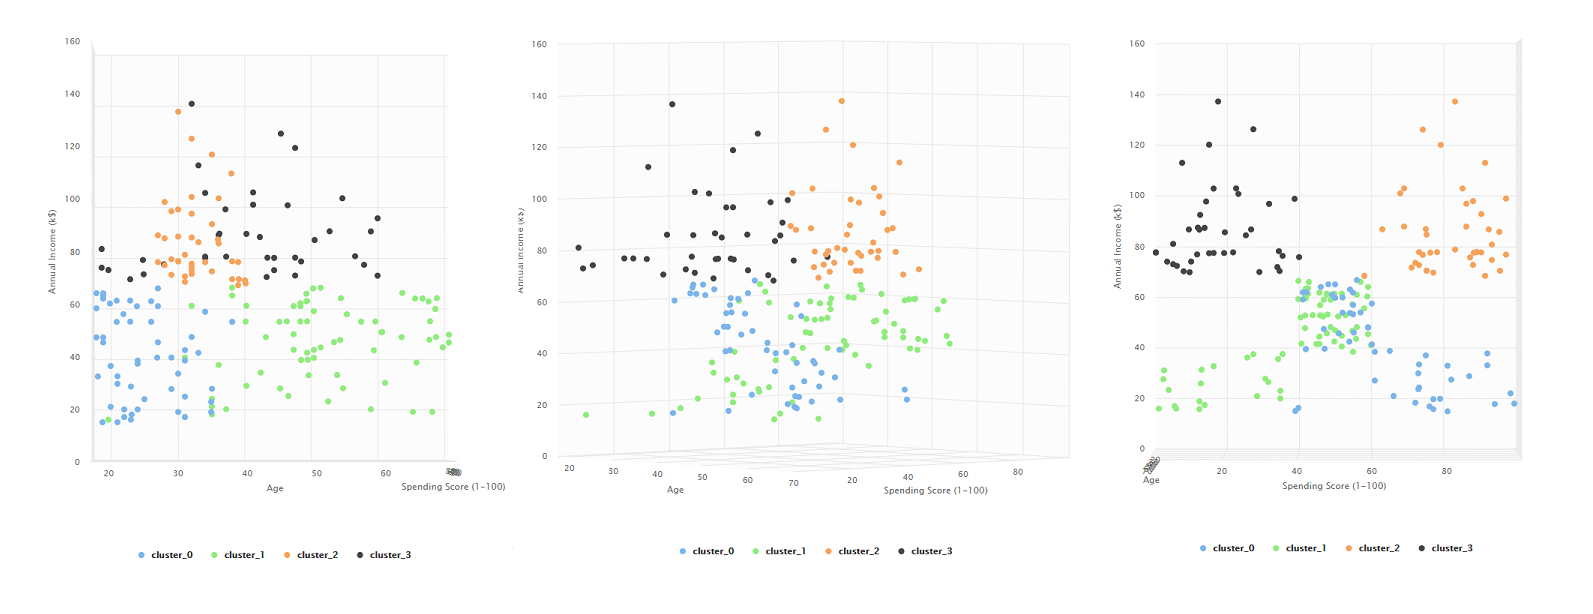 160
140
120
100
80
60
40
20
0
Annual Income (k$)
20 30 40 50 60
Age
Spending Score (1–100)
cluster_0 cluster_1 cluster_2 cluster_3
160
140
120
100
80
60
40
20
0
Annual Income (k$)
20 30 40 50 60 70 20 40 60 80
Age
Spending Score (1–100)
cluster_0 cluster_1 cluster_2 cluster_3
160
140
120
100
80
60
40
20
0
Annual Income (k$)
20 40 60 80
Age
Spending Score (1–100)
cluster_0 cluster_1 cluster_2 cluster_3